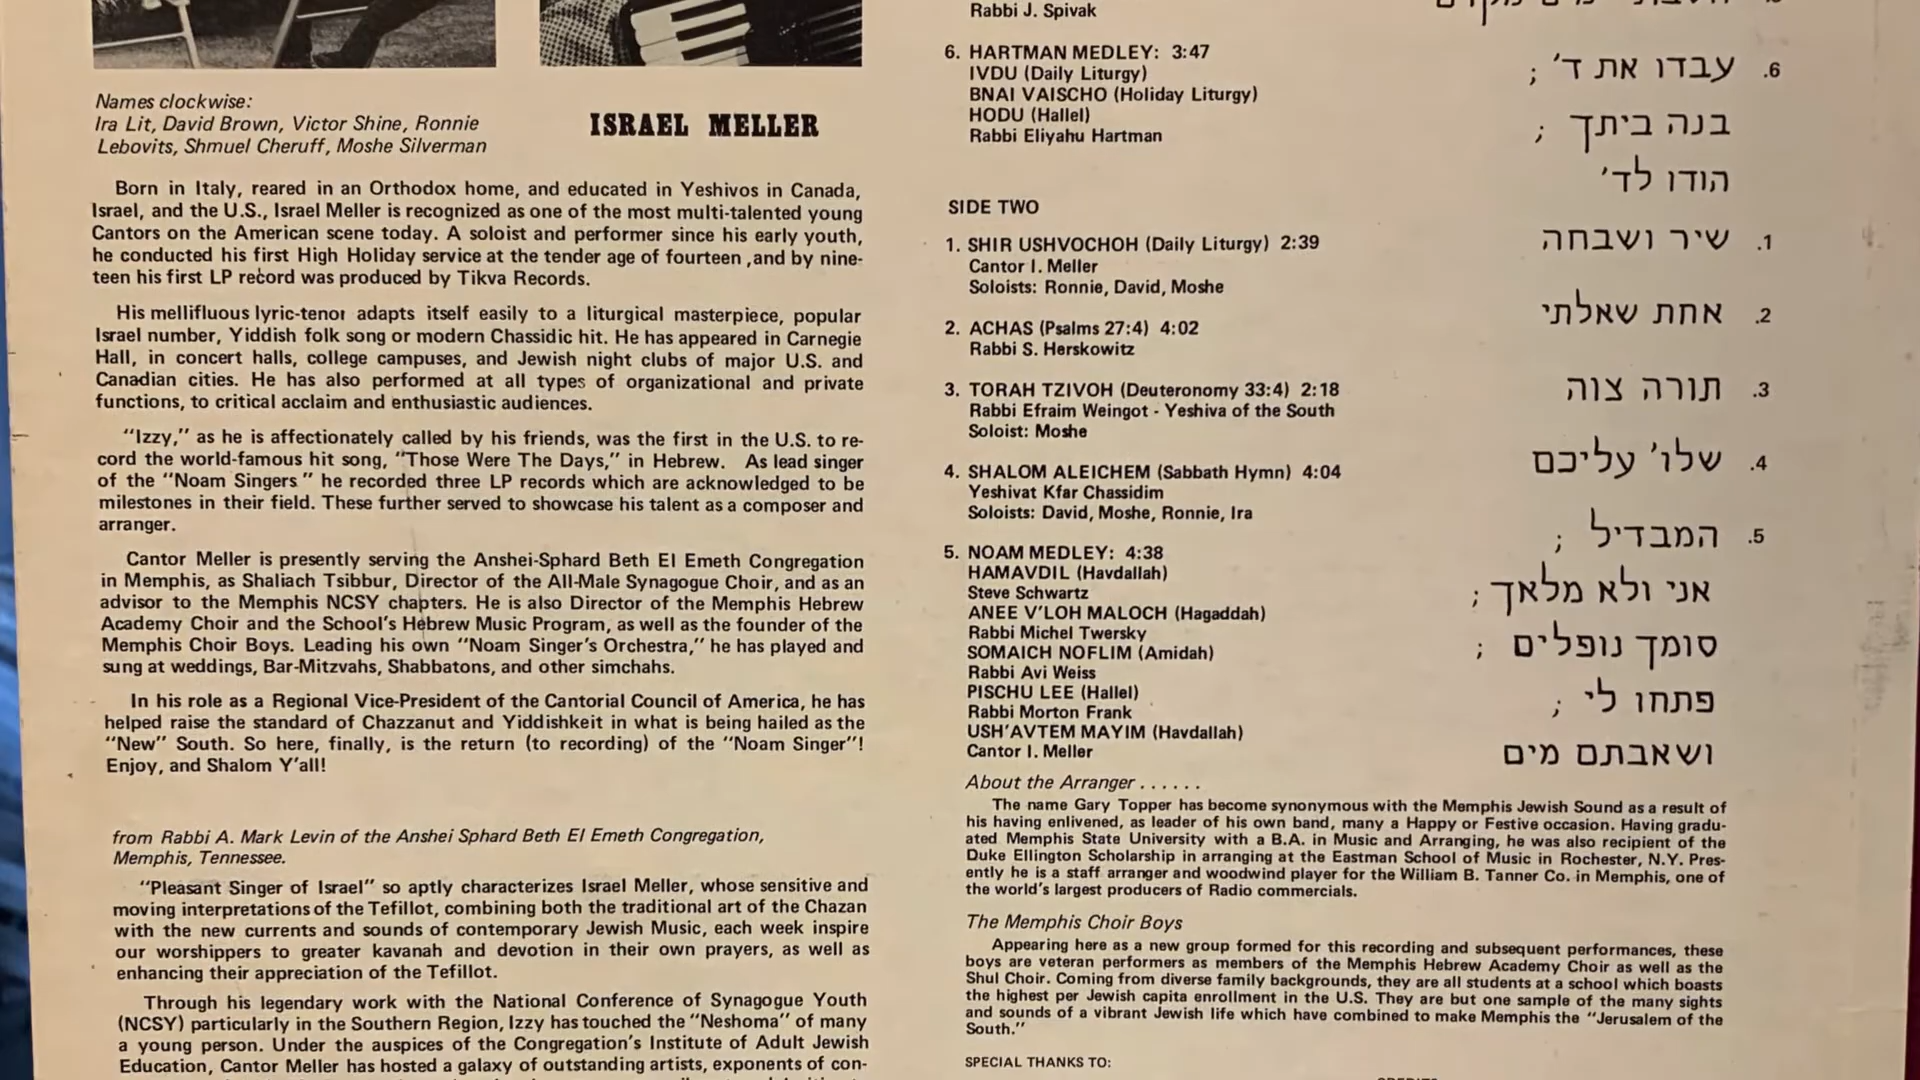 Names clockwise:
Ira Lit, David Brown, Victor Shine, Ronnie
Lebovits, Shmuel Cheruff, Moshe Silverman
ISRAEL MELLER
Born in Italy, reared in an Orthodox home, and educated in Yeshivos in Canada,
Israel, and the U.S., Israel Meller is recognized as one of the most multi-talented young
Cantors on the American scene today. A soloist and performer since his early youth,
he conducted his first High Holiday service at the tender age of fourteen ,and by nine-
teen his first LP record was produced by Tikva Records.
His mellifluous lyric-tenor adapts itself easily to a liturgical masterpiece, popular
Israel number, Yiddish folk song or modern Chassidic hit. He has appeared in Carnegie
Hall, in concert halls, college campuses, and Jewish night clubs of major U.S. and
Canadian cities. He has also performed at all types of organizational and private
functions, to critical acclaim and enthusiastic audiences.
"Izzy," as he is affectionately called by his friends, was the first in the U.S. to re-
cord the world-famous hit song, "Those Were The Days," in Hebrew. As lead singer
of the "Noam Singers " he recorded three LP records which are acknowledged to be
milestones in their field. These further served to showcase his talent as a composer and
arranger.
Cantor Meller is presently serving the Anshei-Sphard Beth El Emeth Congregation
in Memphis, as Shaliach Tsibbur, Director of the All-Male Synagogue Choir, and as an
advisor to the Memphis NCSY chapters. He is also Director of the Memphis Hebrew
Academy Choir and the School's Hebrew Music Program, as well as the founder of the
Memphis Choir Boys. Leading his own "Noam Singer's Orchestra," he has played and
sung at weddings, Bar-Mitzvahs, Shabbatons, and other simchahs.
In his role as a Regional Vice-President of the Cantorial Council of America, he has
helped raise the standard of Chazzanut and Yiddishkeit in what is being hailed as the
"New" South. So here, finally, is the return (to recording) of the "Noam Singer"!
Enjoy, and Shalom Y'all!
from Rabbi A. Mark Levin of the Anshei Sphard Beth El Emeth Congregation,
Memphis, Tennessee.
"Pleasant Singer of Israel" so aptly characterizes Israel Meller, whose sensitive and
moving interpretations of the Tefillot, combining both the traditional art of the Chazan
with the new currents and sounds of contemporary Jewish Music, each week inspire
our worshippers to greater kavanah and devotion in their own prayers, as well as
enhancing their appreciation of the Tefillot.
Through his legendary work with the National Conference of Synagogue Youth
(NCSY) particularly in the Southern Region, Izzy has touched the "Neshoma" of many
a young person. Under the auspices of the Congregation's Institute of Adult Jewish
Education, Cantor Meller has hosted a galaxy of outstanding artists, exponents of con-
Rabbi J. Spivak
6. HARTMAN MEDLEY: 3:47
IVDU (Daily Liturgy)
BNAI VAISCHO (Holiday Liturgy)
HODU (Hallel)
Rabbi Eliyahu Hartman
SIDE TWO
1. SHIR USHVOCHOH (Daily Liturgy) 2:39
Cantor I. Meller
Soloists: Ronnie, David, Moshe
2. ACHAS (Psalms 27:4) 4:02
Rabbi S. Herskowitz
3. TORAH TZIVOH (Deuteronomy 33:4) 2:18
Rabbi Efraim Weingot - Yeshiva of the South
Soloist: Moshe
4. SHALOM ALEICHEM (Sabbath Hymn) 4:04
Yeshivat Kfar Chassidim
Soloists: David, Moshe, Ronnie, Ira
5. NOAM MEDLEY: 4:38
HAMAVDIL (Havdallah)
Steve Schwartz
ANEE V'LOH MALOCH (Hagaddah)
Rabbi Michel Twersky
SOMAICH NOFLIM (Amidah)
Rabbi Avi Weiss
PISCHU LEE (Hallel)
Rabbi Morton Frank
USH'AVTEM MAYIM (Havdallah)
Cantor I. Meller
6. עבדו את ד' ;
בנה ביתך ;
הודו לד'
1. שיר ושבחה
2. אחת שאלתי
3. תורה צוה
4. שלו' עליכם
5. המבדיל ;
אני ולא מלאך ;
סומך נופלים ;
פתחו לי ;
ושאבתם מים
About the Arranger . . . . . .
The name Gary Topper has become synonymous with the Memphis Jewish Sound as a result of
his having enlivened, as leader of his own band, many a Happy or Festive occasion. Having gradu-
ated Memphis State University with a B.A. in Music and Arranging, he was also recipient of the
Duke Ellington Scholarship in arranging at the Eastman School of Music in Rochester, N.Y. Pres-
ently he is a staff arranger and woodwind player for the William B. Tanner Co. in Memphis, one of
the world's largest producers of Radio commercials.
The Memphis Choir Boys
Appearing here as a new group formed for this recording and subsequent performances, these
boys are veteran performers as members of the Memphis Hebrew Academy Choir as well as the
Shul Choir. Coming from diverse family backgrounds, they are all students at a school which boasts
the highest per Jewish capita enrollment in the U.S. They are but one sample of the many sights
and sounds of a vibrant Jewish life which have combined to make Memphis the "Jerusalem of the
South."
SPECIAL THANKS TO: